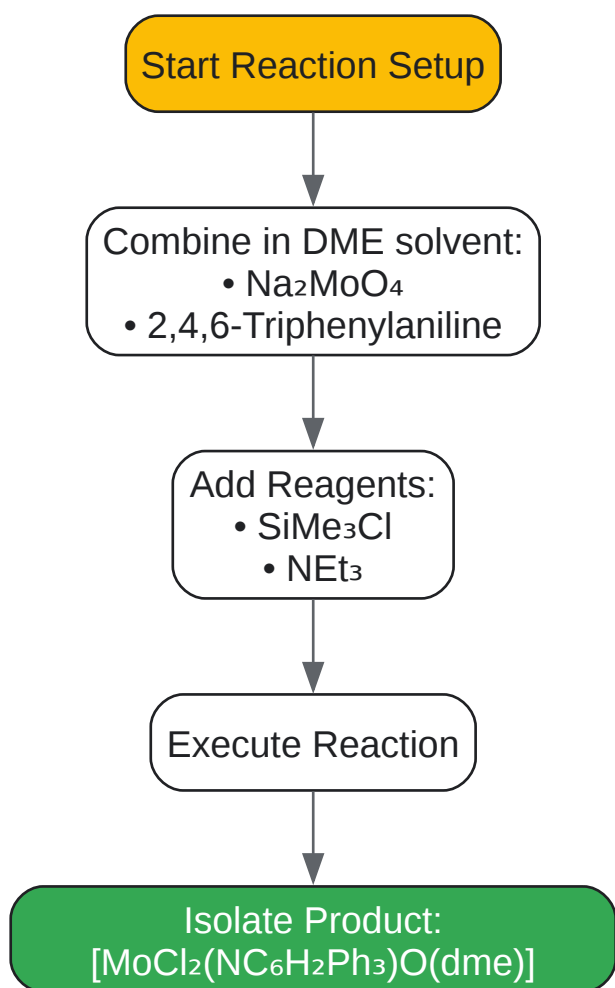 Start Reaction Setup
Combine in DME solvent:
• Na₂MoO₄
• 2,4,6-Triphenylaniline
Add Reagents:
• SiMe₃Cl
• NEt₃
Execute Reaction
Isolate Product:
[MoCl₂(NC₆H₂Ph₃)O(dme)]